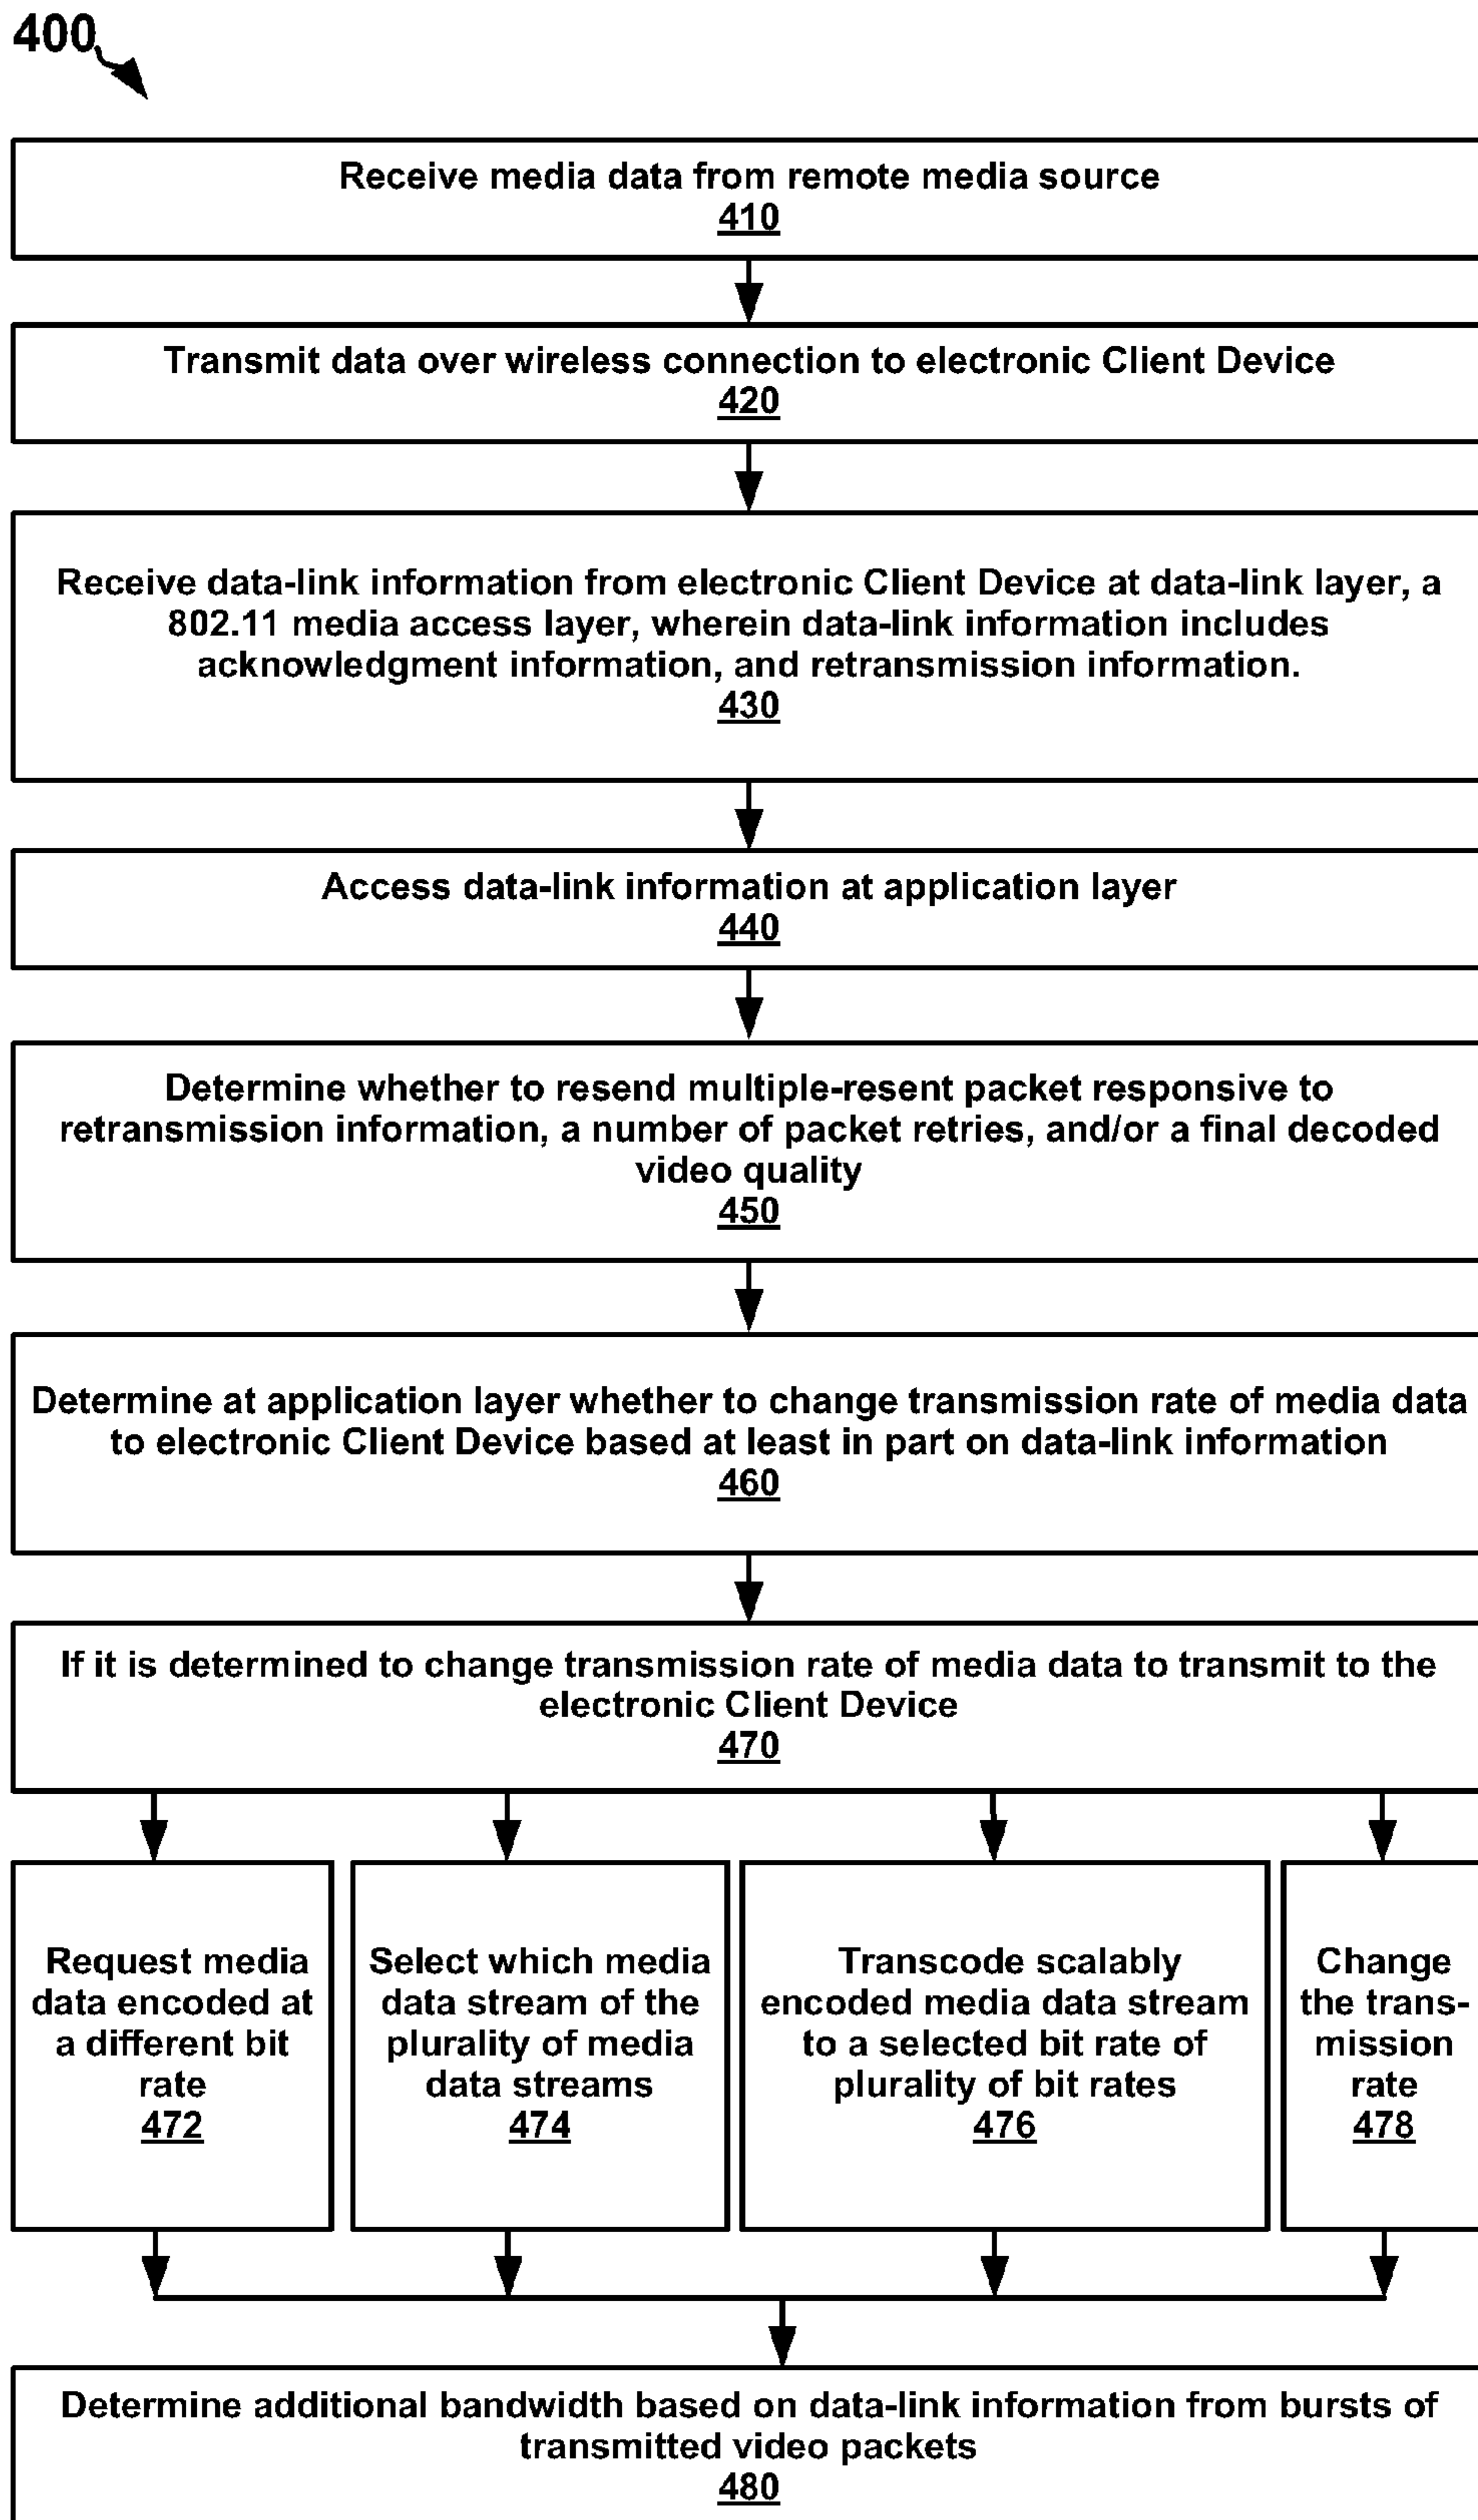 400
Receive media data from remote media source
410
Transmit data over wireless connection to electronic Client Device
420
Receive data-link information from electronic Client Device at data-link layer, a
802.11 media access layer, wherein data-link information includes
acknowledgment information, and retransmission information.
430
Access data-link information at application layer
440
Determine whether to resend multiple-resent packet responsive to
retransmission information, a number of packet retries, and/or a final decoded
video quality
450
Determine at application layer whether to change transmission rate of media data
to electronic Client Device based at least in part on data-link information
460
If it is determined to change transmission rate of media data to transmit to the
electronic Client Device
470
Request media
data encoded at
a different bit
rate
472
Select which media
data stream of the
plurality of media
data streams
474
Transcode scalably
encoded media data stream
to a selected bit rate of
plurality of bit rates
476
Change
the trans-
mission
rate
478
Determine additional bandwidth based on data-link information from bursts of
transmitted video packets
480